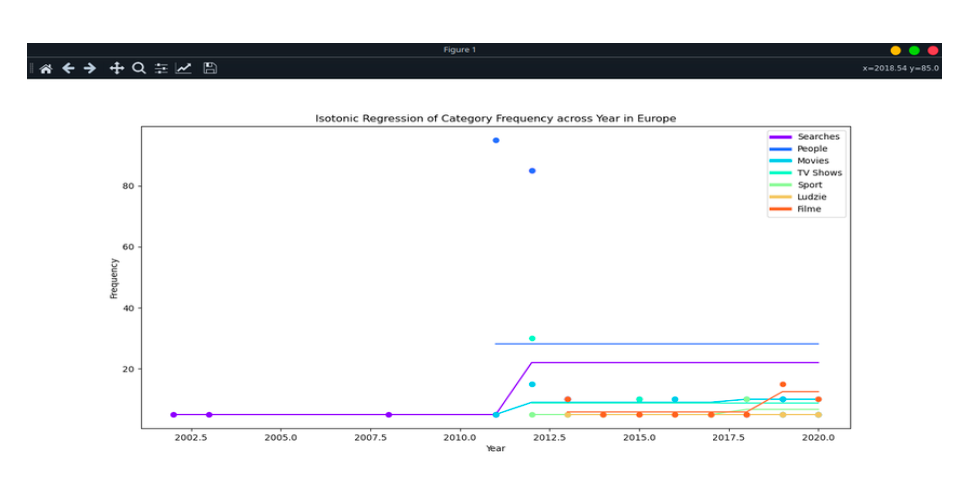 Figure 1
x=2018.54 y=85.0
Isotonic Regression of Category Frequency across Year in Europe
Searches
People
Movies
TV Shows
Sport
Ludzie
Filme
80
60
40
20
Frequency
2002.5 2005.0 2007.5 2010.0 2012.5 2015.0 2017.5 2020.0
Year